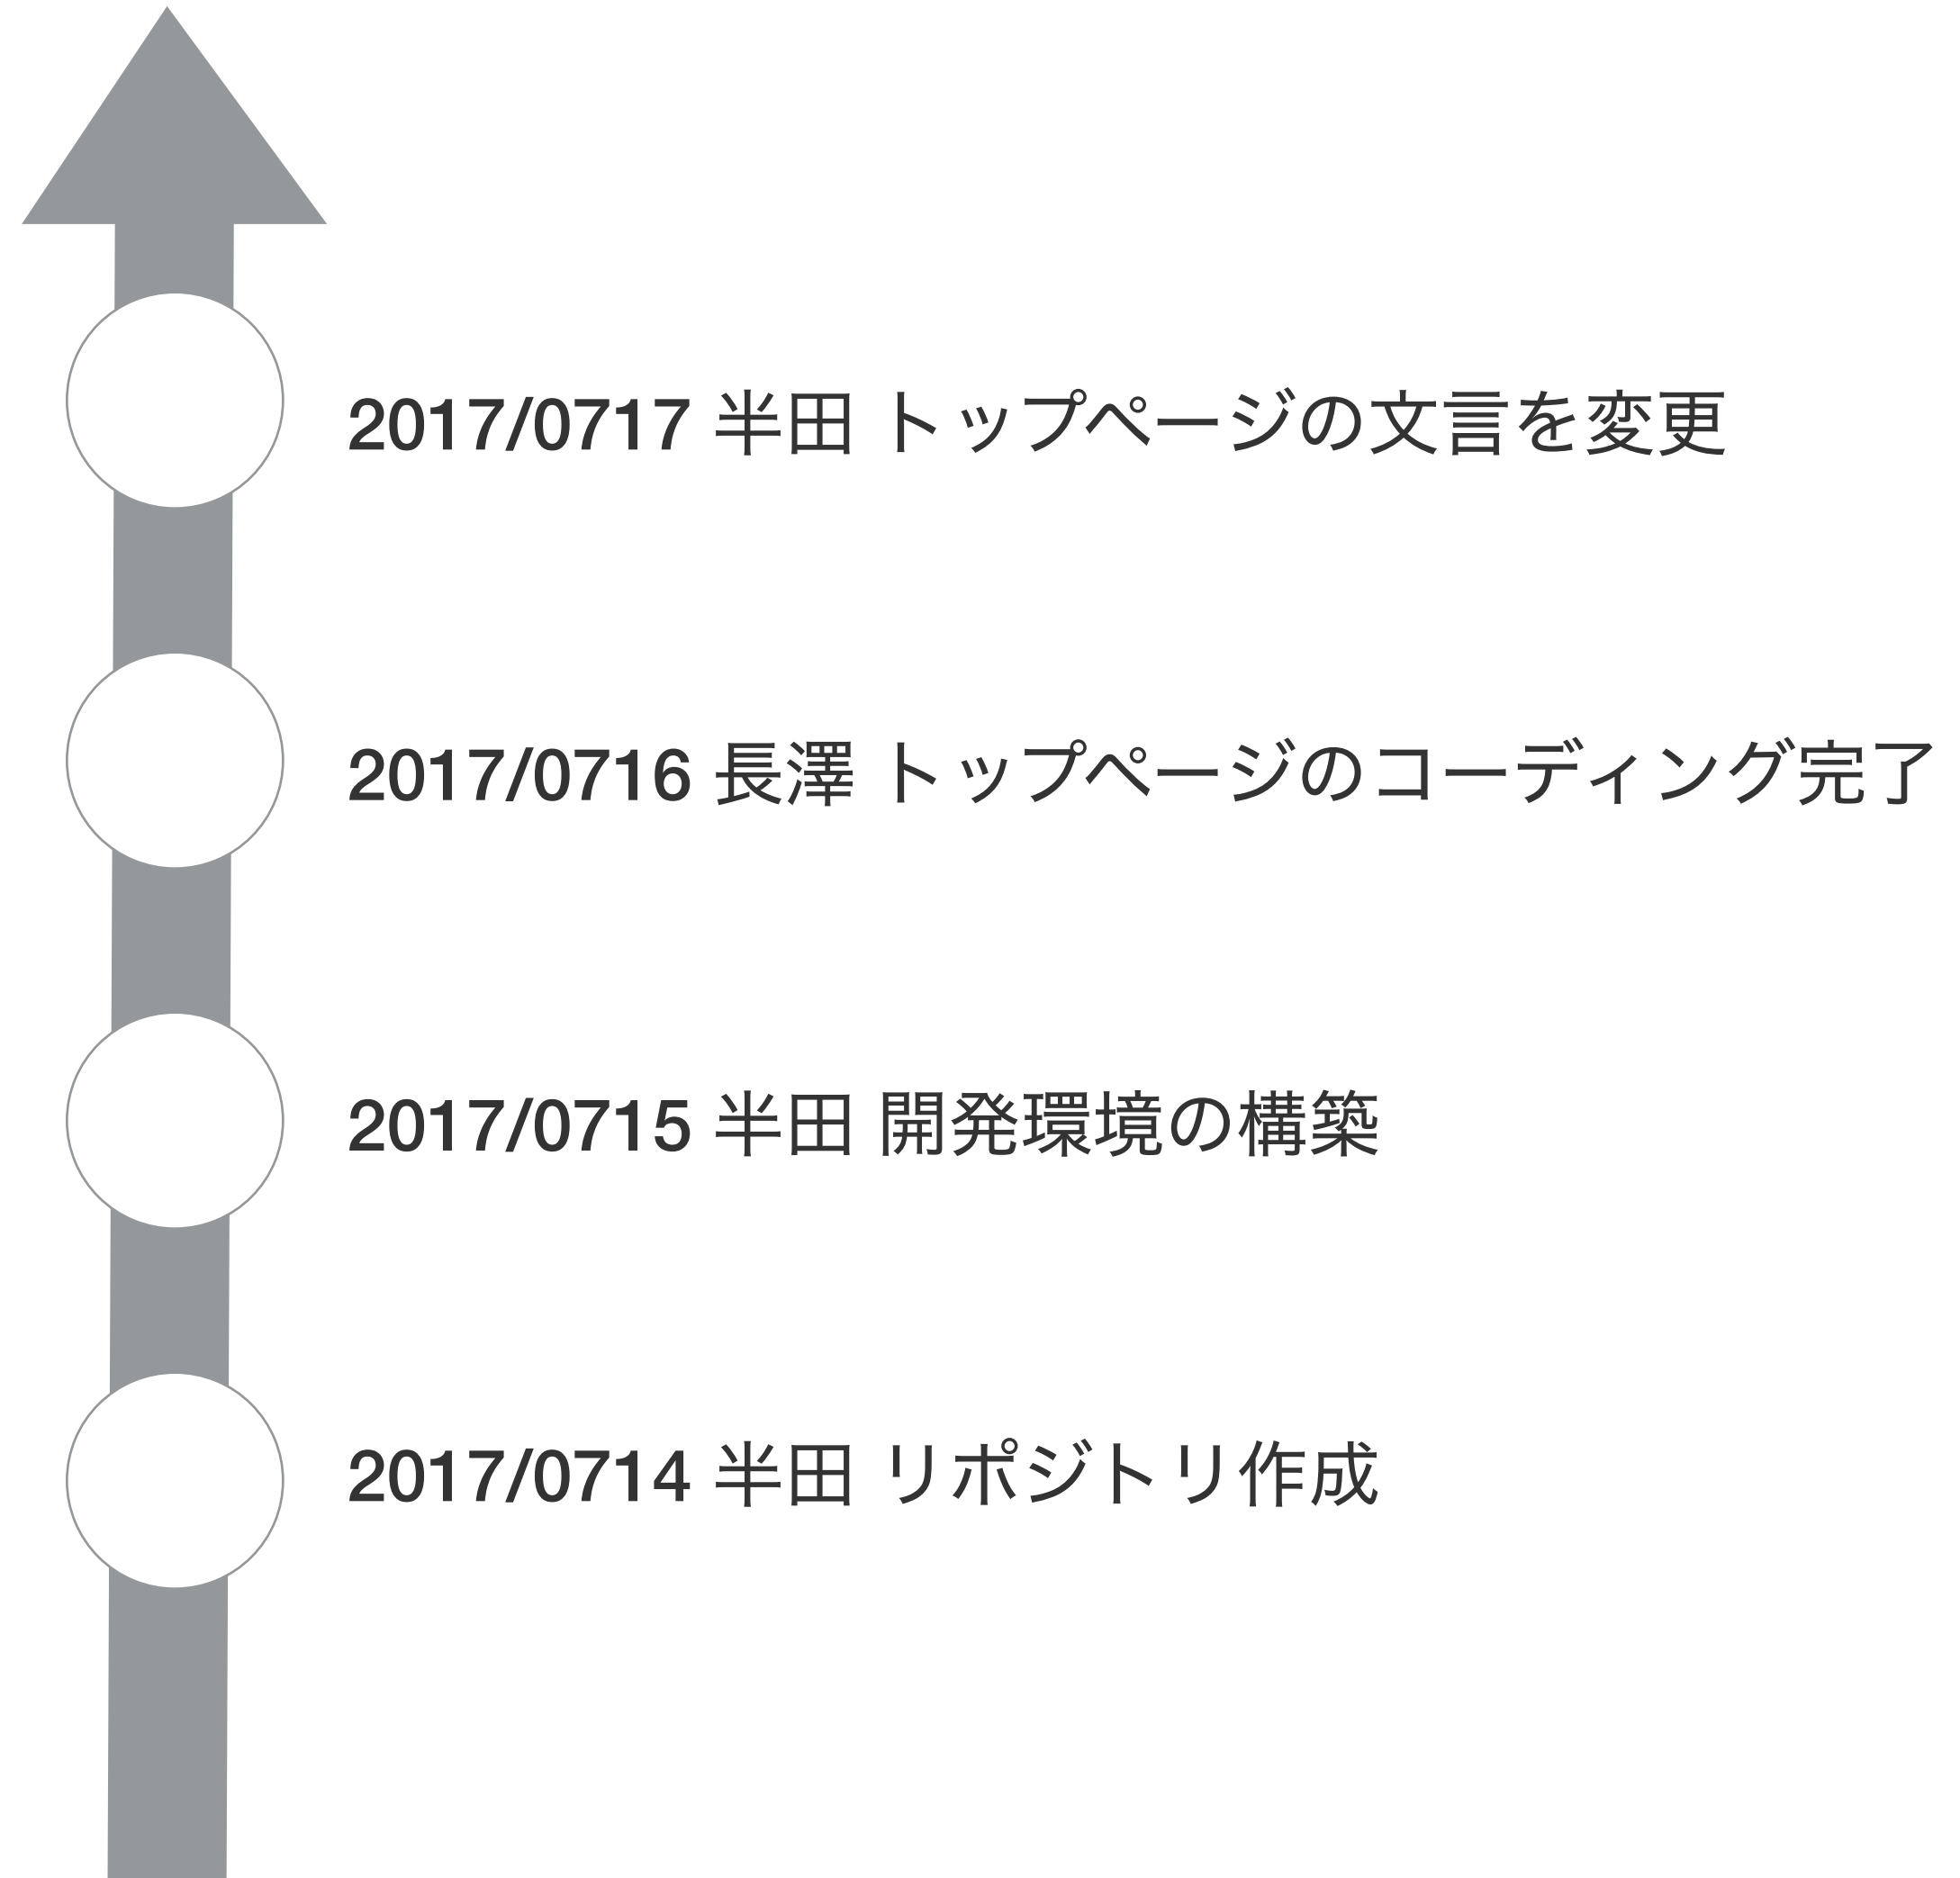 2017/0717 半田 トップページの文言を変更
2017/0716 長澤 トップページのコーディング完了
2017/0715 半田 開発環境の構築
2017/0714 半田 リポジトリ作成